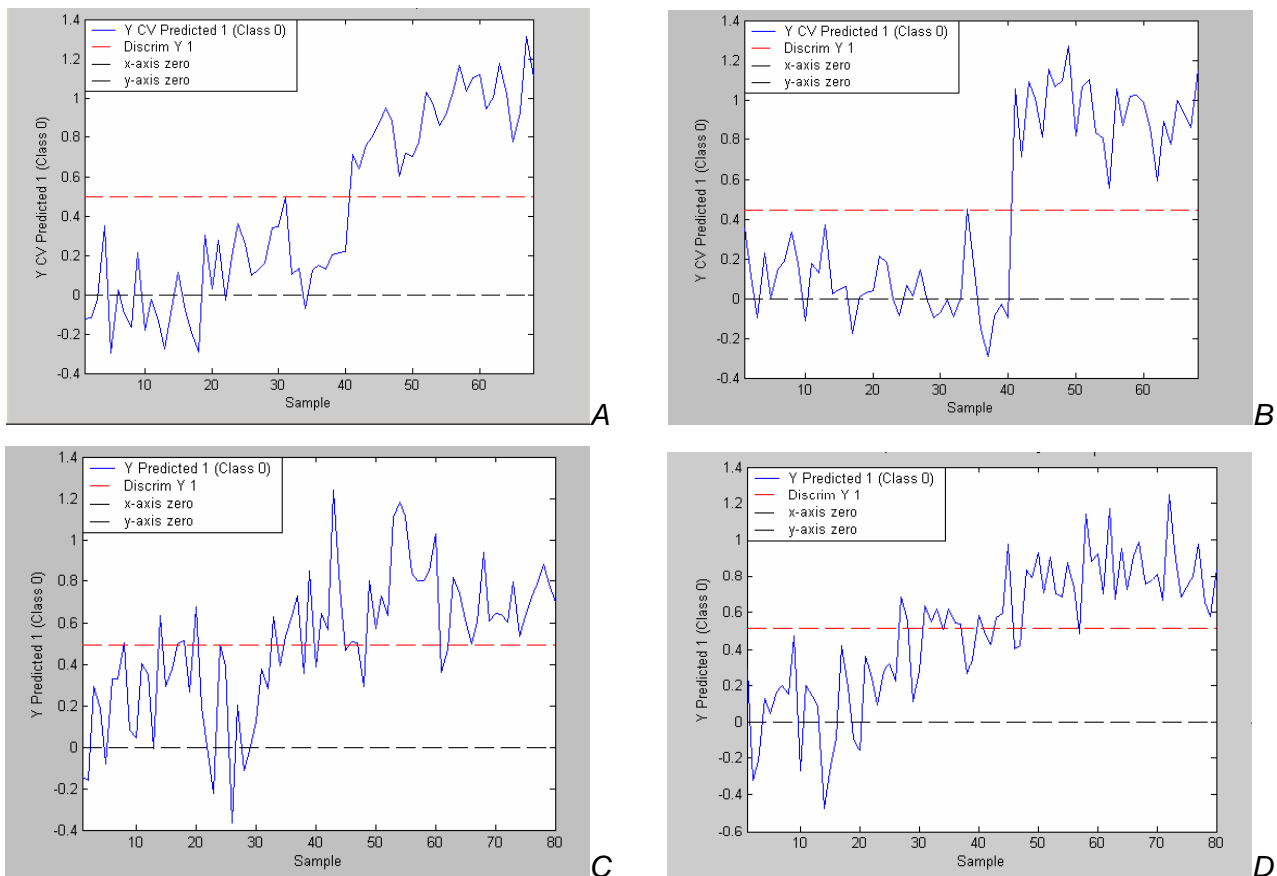 1.4
1.2
1
0.8
0.6
0.4
0.2
0
-0.2
-0.4
Y CV Predicted 1 (Class 0)
Y CV Predicted 1 (Class 0)
Discrim Y 1
x-axis zero
y-axis zero
10 20 30 40 50 60
Sample
A
1.4
1.2
1
0.8
0.6
0.4
0.2
0
-0.2
-0.4
Y CV Predicted 1 (Class 0)
Y CV Predicted 1 (Class 0)
Discrim Y 1
x-axis zero
y-axis zero
10 20 30 40 50 60
Sample
B
1.4
1.2
1
0.8
0.6
0.4
0.2
0
-0.2
-0.4
Y Predicted 1 (Class 0)
Y Predicted 1 (Class 0)
Discrim Y 1
x-axis zero
y-axis zero
10 20 30 40 50 60 70 80
Sample
C
1.4
1.2
1
0.8
0.6
0.4
0.2
0
-0.2
-0.4
-0.6
Y Predicted 1 (Class 0)
Y Predicted 1 (Class 0)
Discrim Y 1
x-axis zero
y-axis zero
10 20 30 40 50 60 70 80
Sample
D